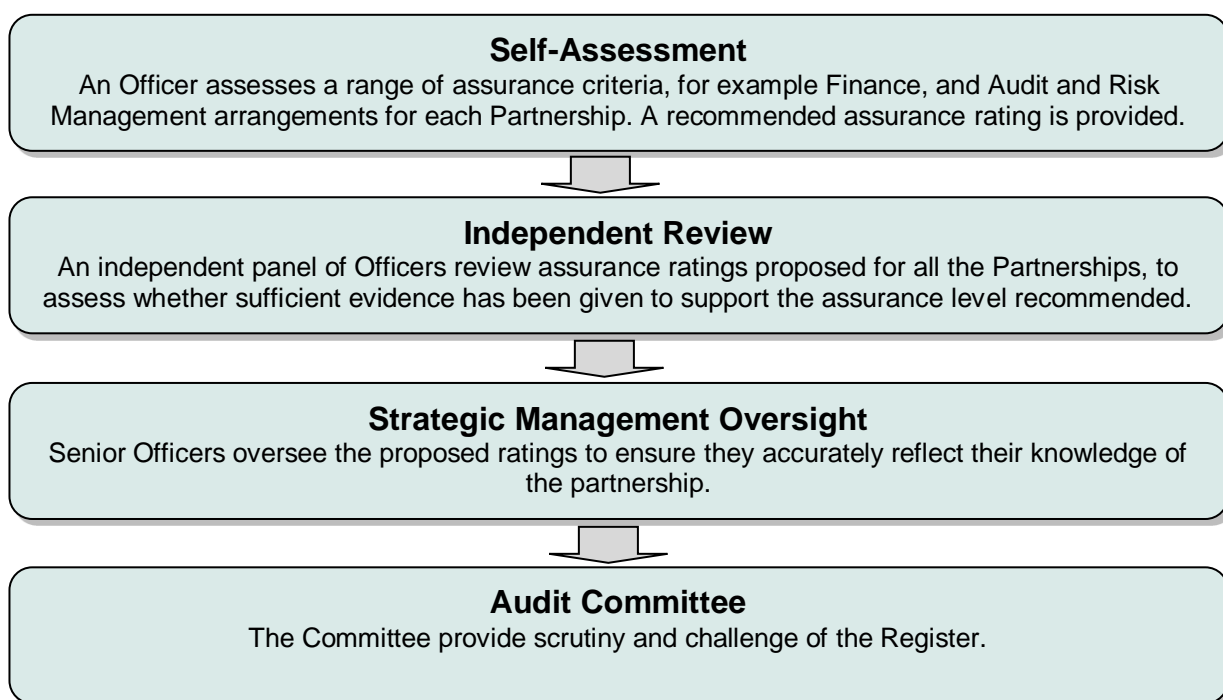 Self-Assessment
An Officer assesses a range of assurance criteria, for example Finance, and Audit and Risk
Management arrangements for each Partnership. A recommended assurance rating is provided.
Independent Review
An independent panel of Officers review assurance ratings proposed for all the Partnerships, to
assess whether sufficient evidence has been given to support the assurance level recommended.
Strategic Management Oversight
Senior Officers oversee the proposed ratings to ensure they accurately reflect their knowledge of
the partnership.
Audit Committee
The Committee provide scrutiny and challenge of the Register.